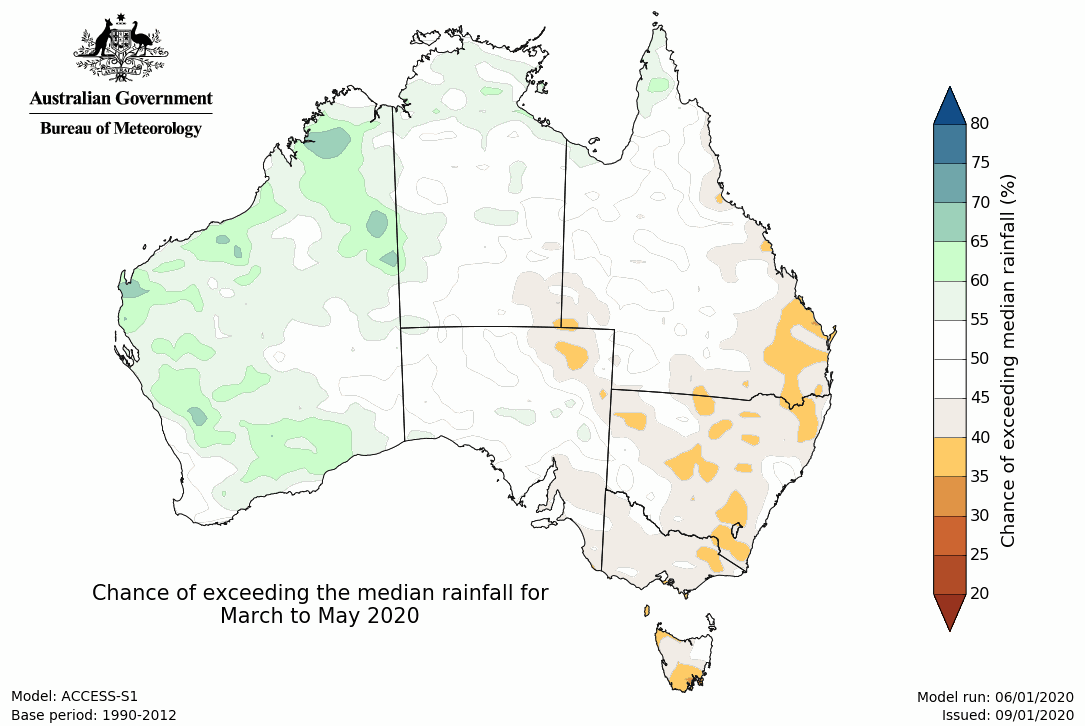 Australian Government
Bureau of Meteorology
80
75
70
65
60
55
50
45
40
35
30
25
20
Chance of exceeding median rainfall (%)
Chance of exceeding the median rainfall for
March to May 2020
Model: ACCESS-S1
Base period: 1990-2012
Model run: 06/01/2020
Issued: 09/01/2020